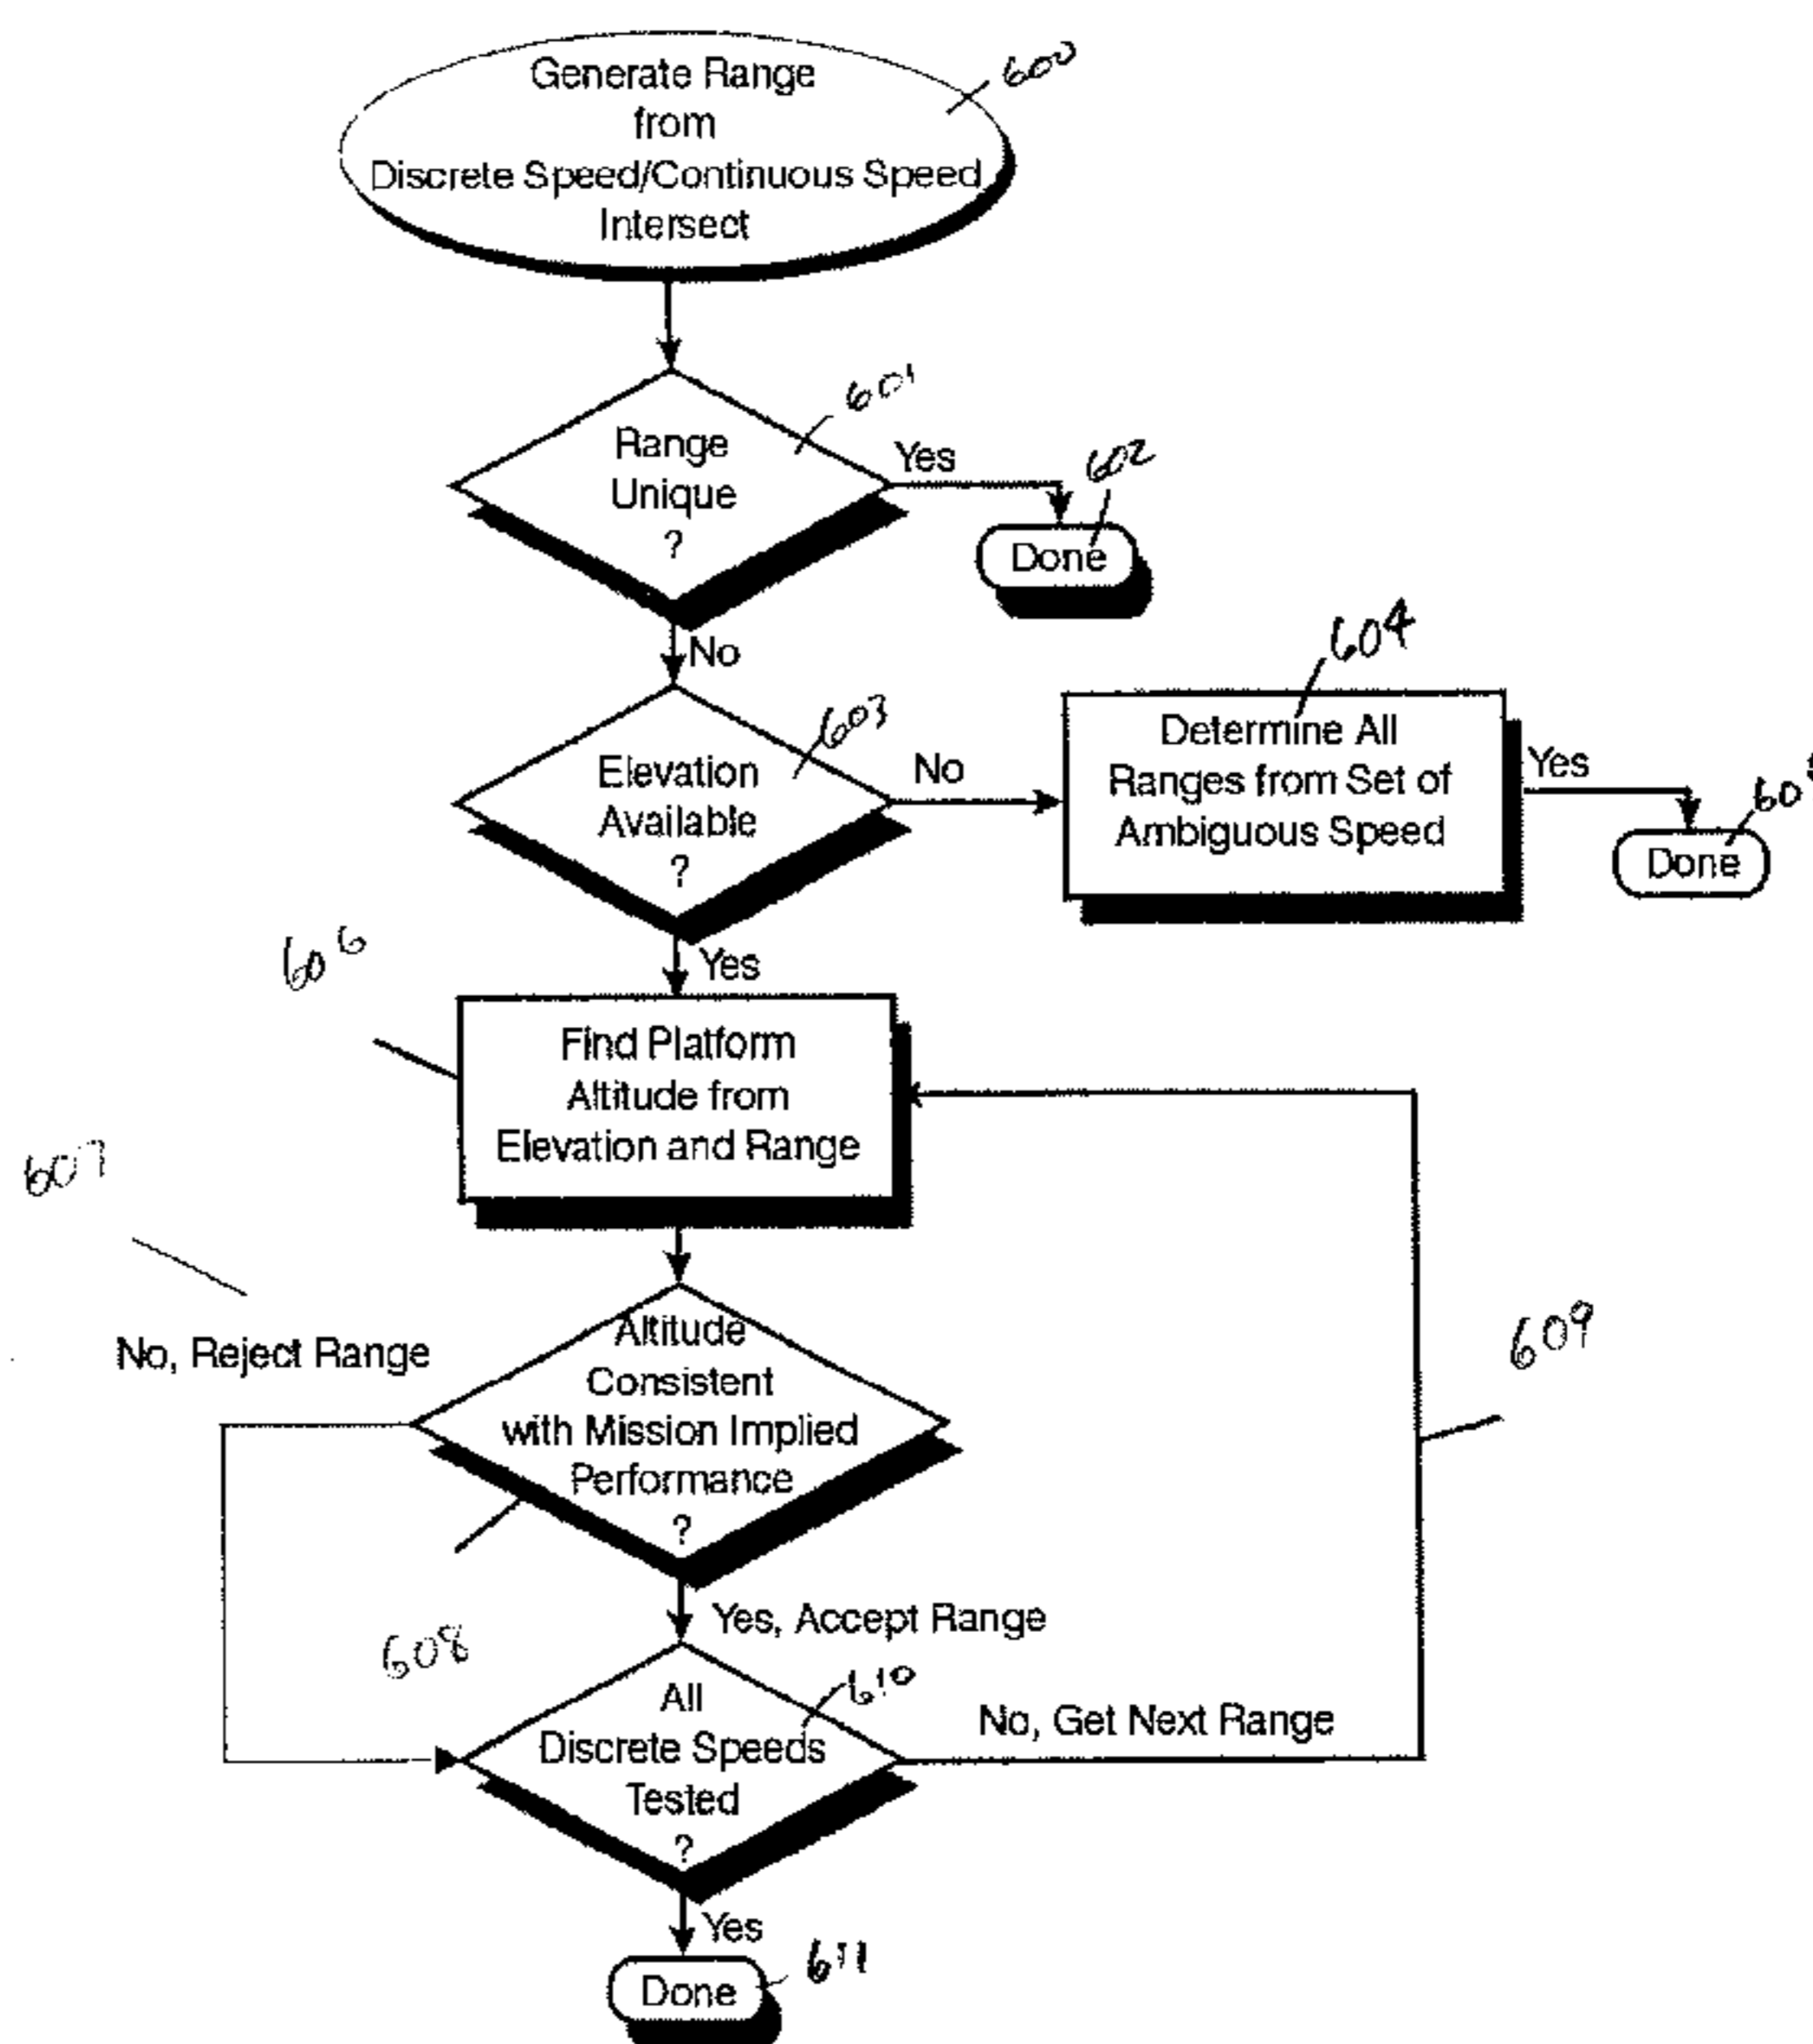 Generate Range
from
Discrete Speed/Continuous Speed
Intersect
600
Range
Unique
?
601
Yes
602
Done
No
Elevation
Available
?
603
No
604
Determine All
Ranges from Set of
Ambiguous Speed
Yes
Done
606
Yes
Find Platform
Altitude from
Elevation and Range
607
No, Reject Range
Altitude
Consistent
with Mission Implied
Performance
?
609
Yes, Accept Range
608
All
Discrete Speeds
Tested
?
610
No, Get Next Range
Yes
Done
611